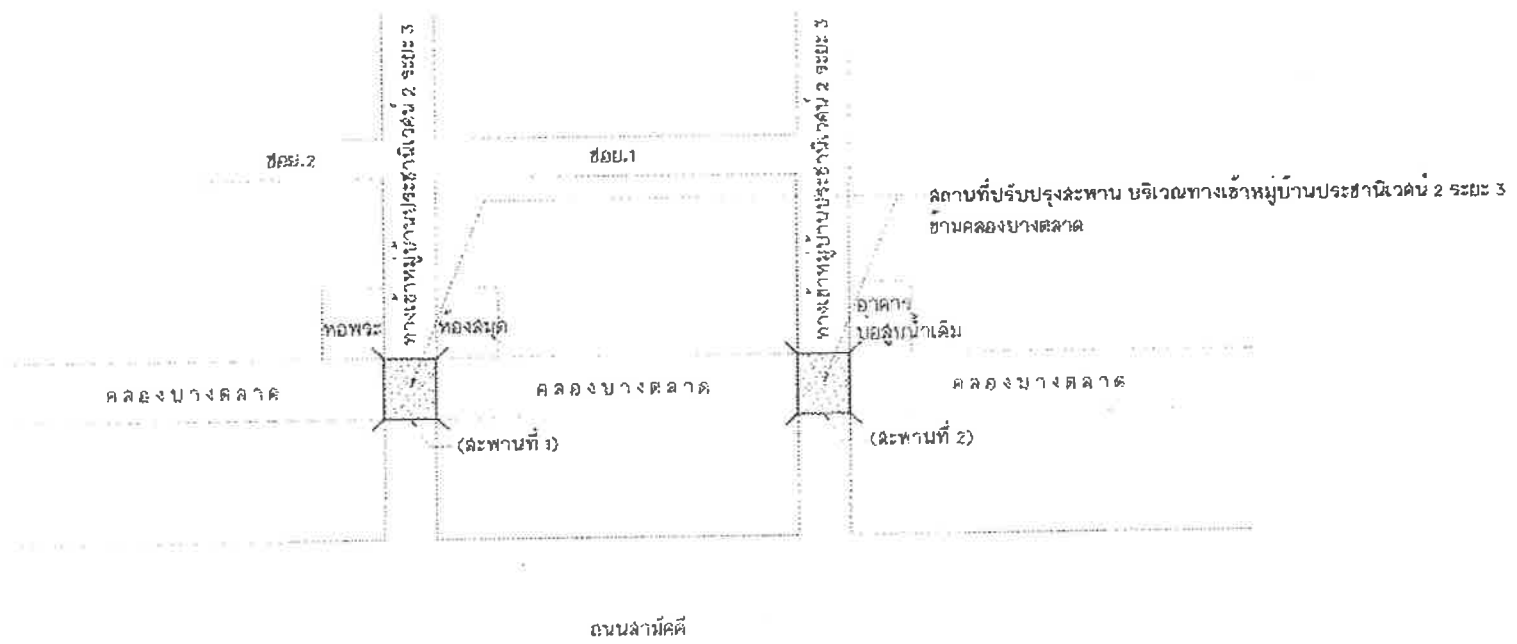 ทางเข้าหมู่บ้านประชานิเวศน์ 2 ระยะ 3
ทางเข้าหมู่บ้านประชานิเวศน์ 2 ระยะ 3
ซอย.2
ซอย.1
สถานที่ปรับปรุงสะพาน บริเวณทางเข้าหมู่บ้านประชานิเวศน์ 2 ระยะ 3
ข้ามคลองบางตลาด
หอพระ
ห้องสมุด
อาคาร
บ่อสูบน้ำเดิม
คลองบางตลาด
คลองบางตลาด
คลองบางตลาด
(สะพานที่ 1)
(สะพานที่ 2)
ถนนสามัคคี